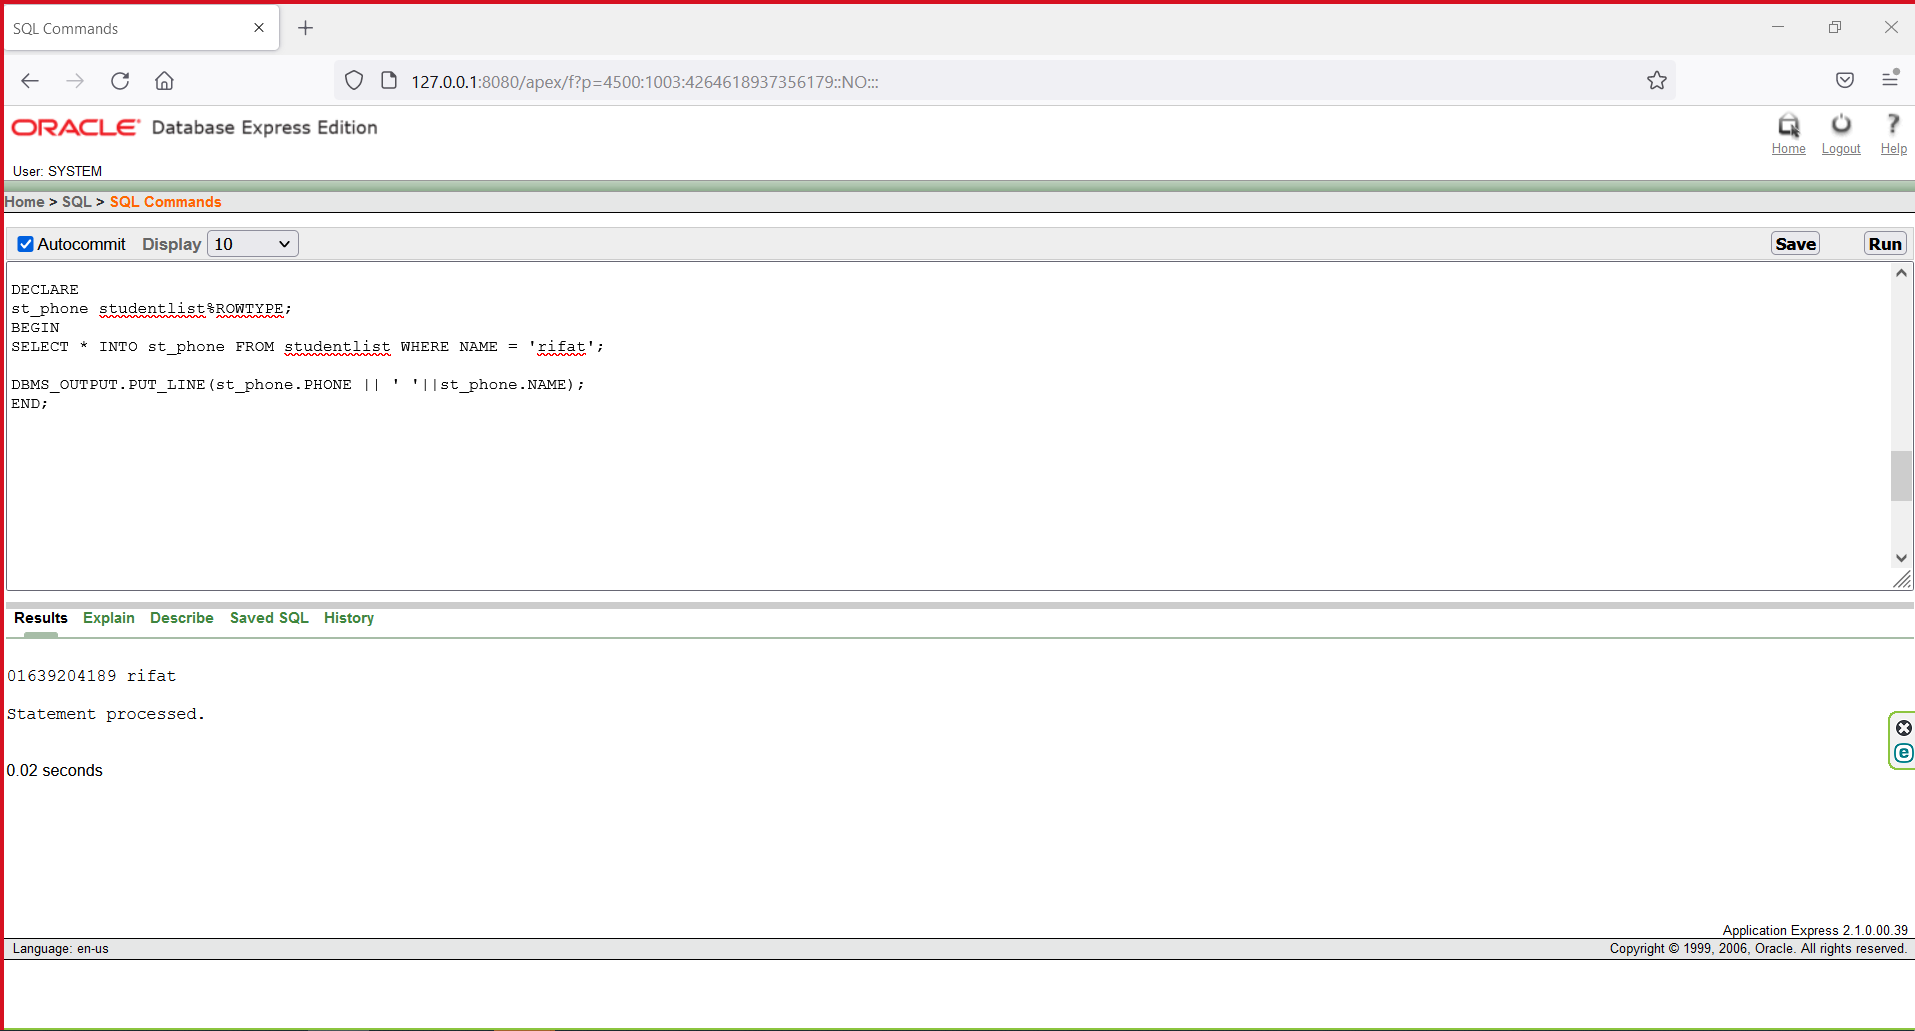 SQL Commands
127.0.0.1:8080/apex/f?p=4500:1003:4264618937356179::NO:::
ORACLE Database Express Edition
Home Logout Help
User: SYSTEM
Home > SQL > SQL Commands
Autocommit Display 10 Save Run
DECLARE
st_phone studentlist%ROWTYPE;
BEGIN
SELECT * INTO st_phone FROM studentlist WHERE NAME = 'rifat';
DBMS_OUTPUT.PUT_LINE(st_phone.PHONE || ' '||st_phone.NAME);
END;
Results Explain Describe Saved SQL History
01639204189 rifat
Statement processed.
0.02 seconds
Application Express 2.1.0.00.39
Language: en-us Copyright © 1999, 2006, Oracle. All rights reserved.